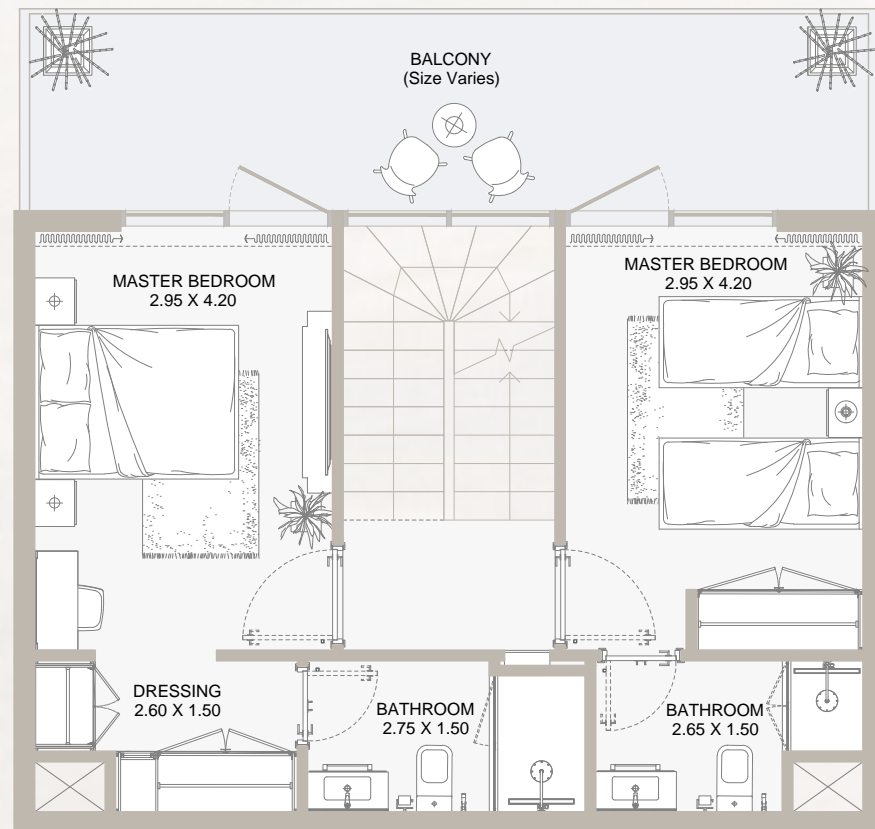 BALCONY
(Size Varies)
MASTER BEDROOM
2.95 X 4.20
MASTER BEDROOM
2.95 X 4.20
DRESSING
2.60 X 1.50
BATHROOM
2.75 X 1.50
BATHROOM
2.65 X 1.50